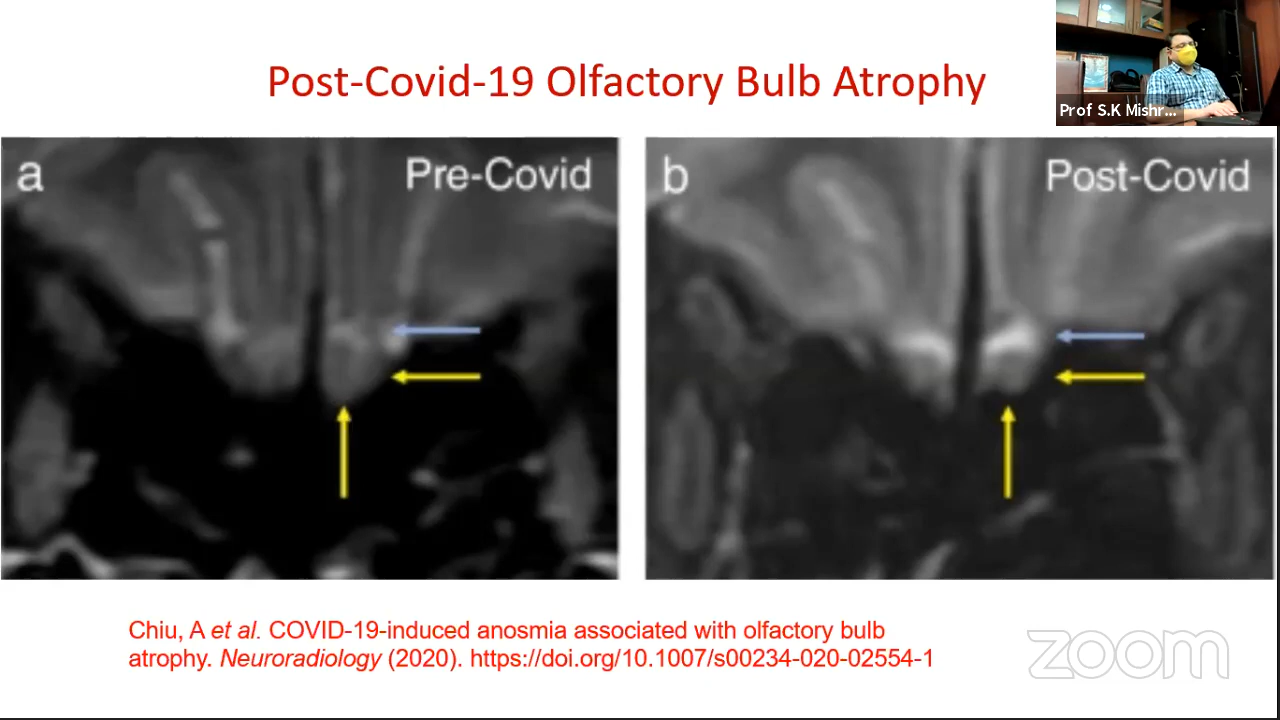 Post-Covid-19 Olfactory Bulb Atrophy
Prof S.K Mishr...
a
Pre-Covid
b
Post-Covid
Chiu, A et al. COVID-19-induced anosmia associated with olfactory bulb
atrophy. Neuroradiology (2020). https://doi.org/10.1007/s00234-020-02554-1
zoom